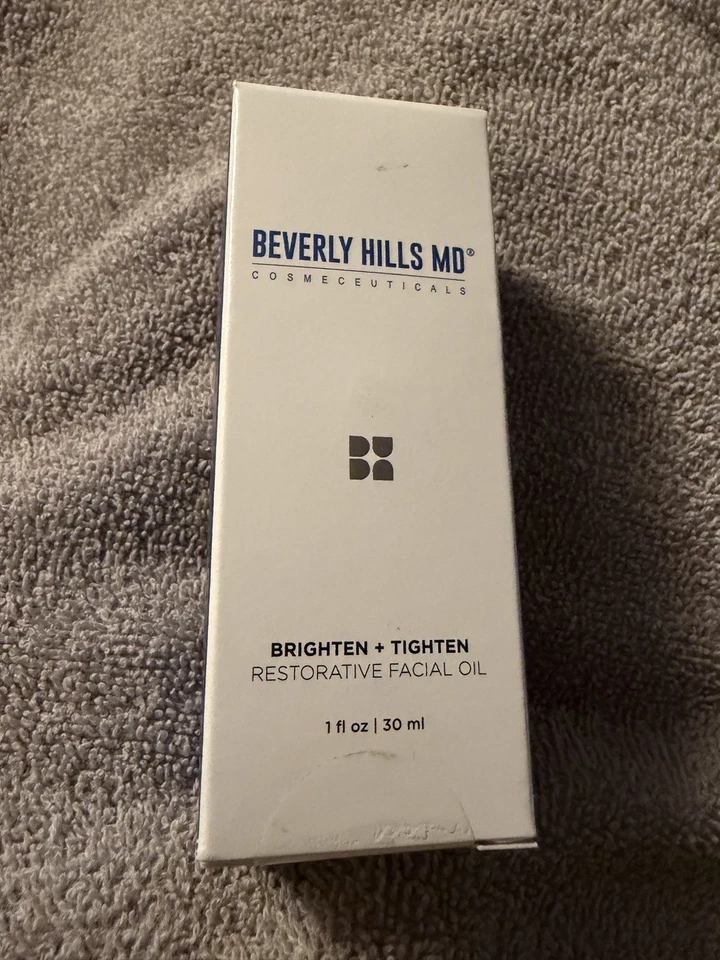 BEVERLY HILLS MD®
COSMECEUTICALS
BRIGHTEN + TIGHTEN
RESTORATIVE FACIAL OIL
1 fl oz | 30 ml